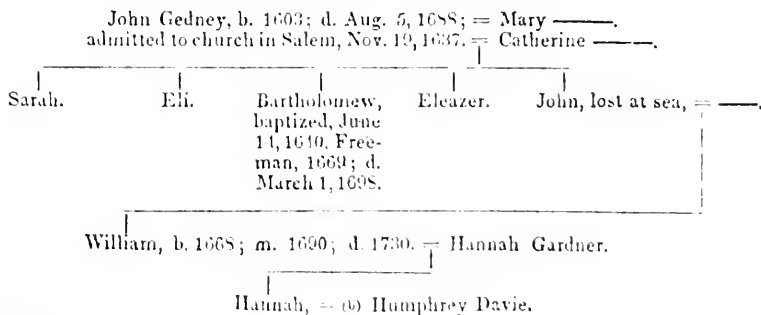 John Gedney, b. 1603; d. Aug. 5, 1688; = Mary ———.
admitted to church in Salem, Nov. 19, 1637. = Catherine ———.
Sarah. Eli. Bartholomew, Eleazer. John, lost at sea, = ———.
baptized, June
14, 1640. Free-
man, 1669; d.
March 1, 1698.
William, b. 1668; m. 1690; d. 1730. = Hannah Gardner.
Hannah, = (b) Humphrey Davie.